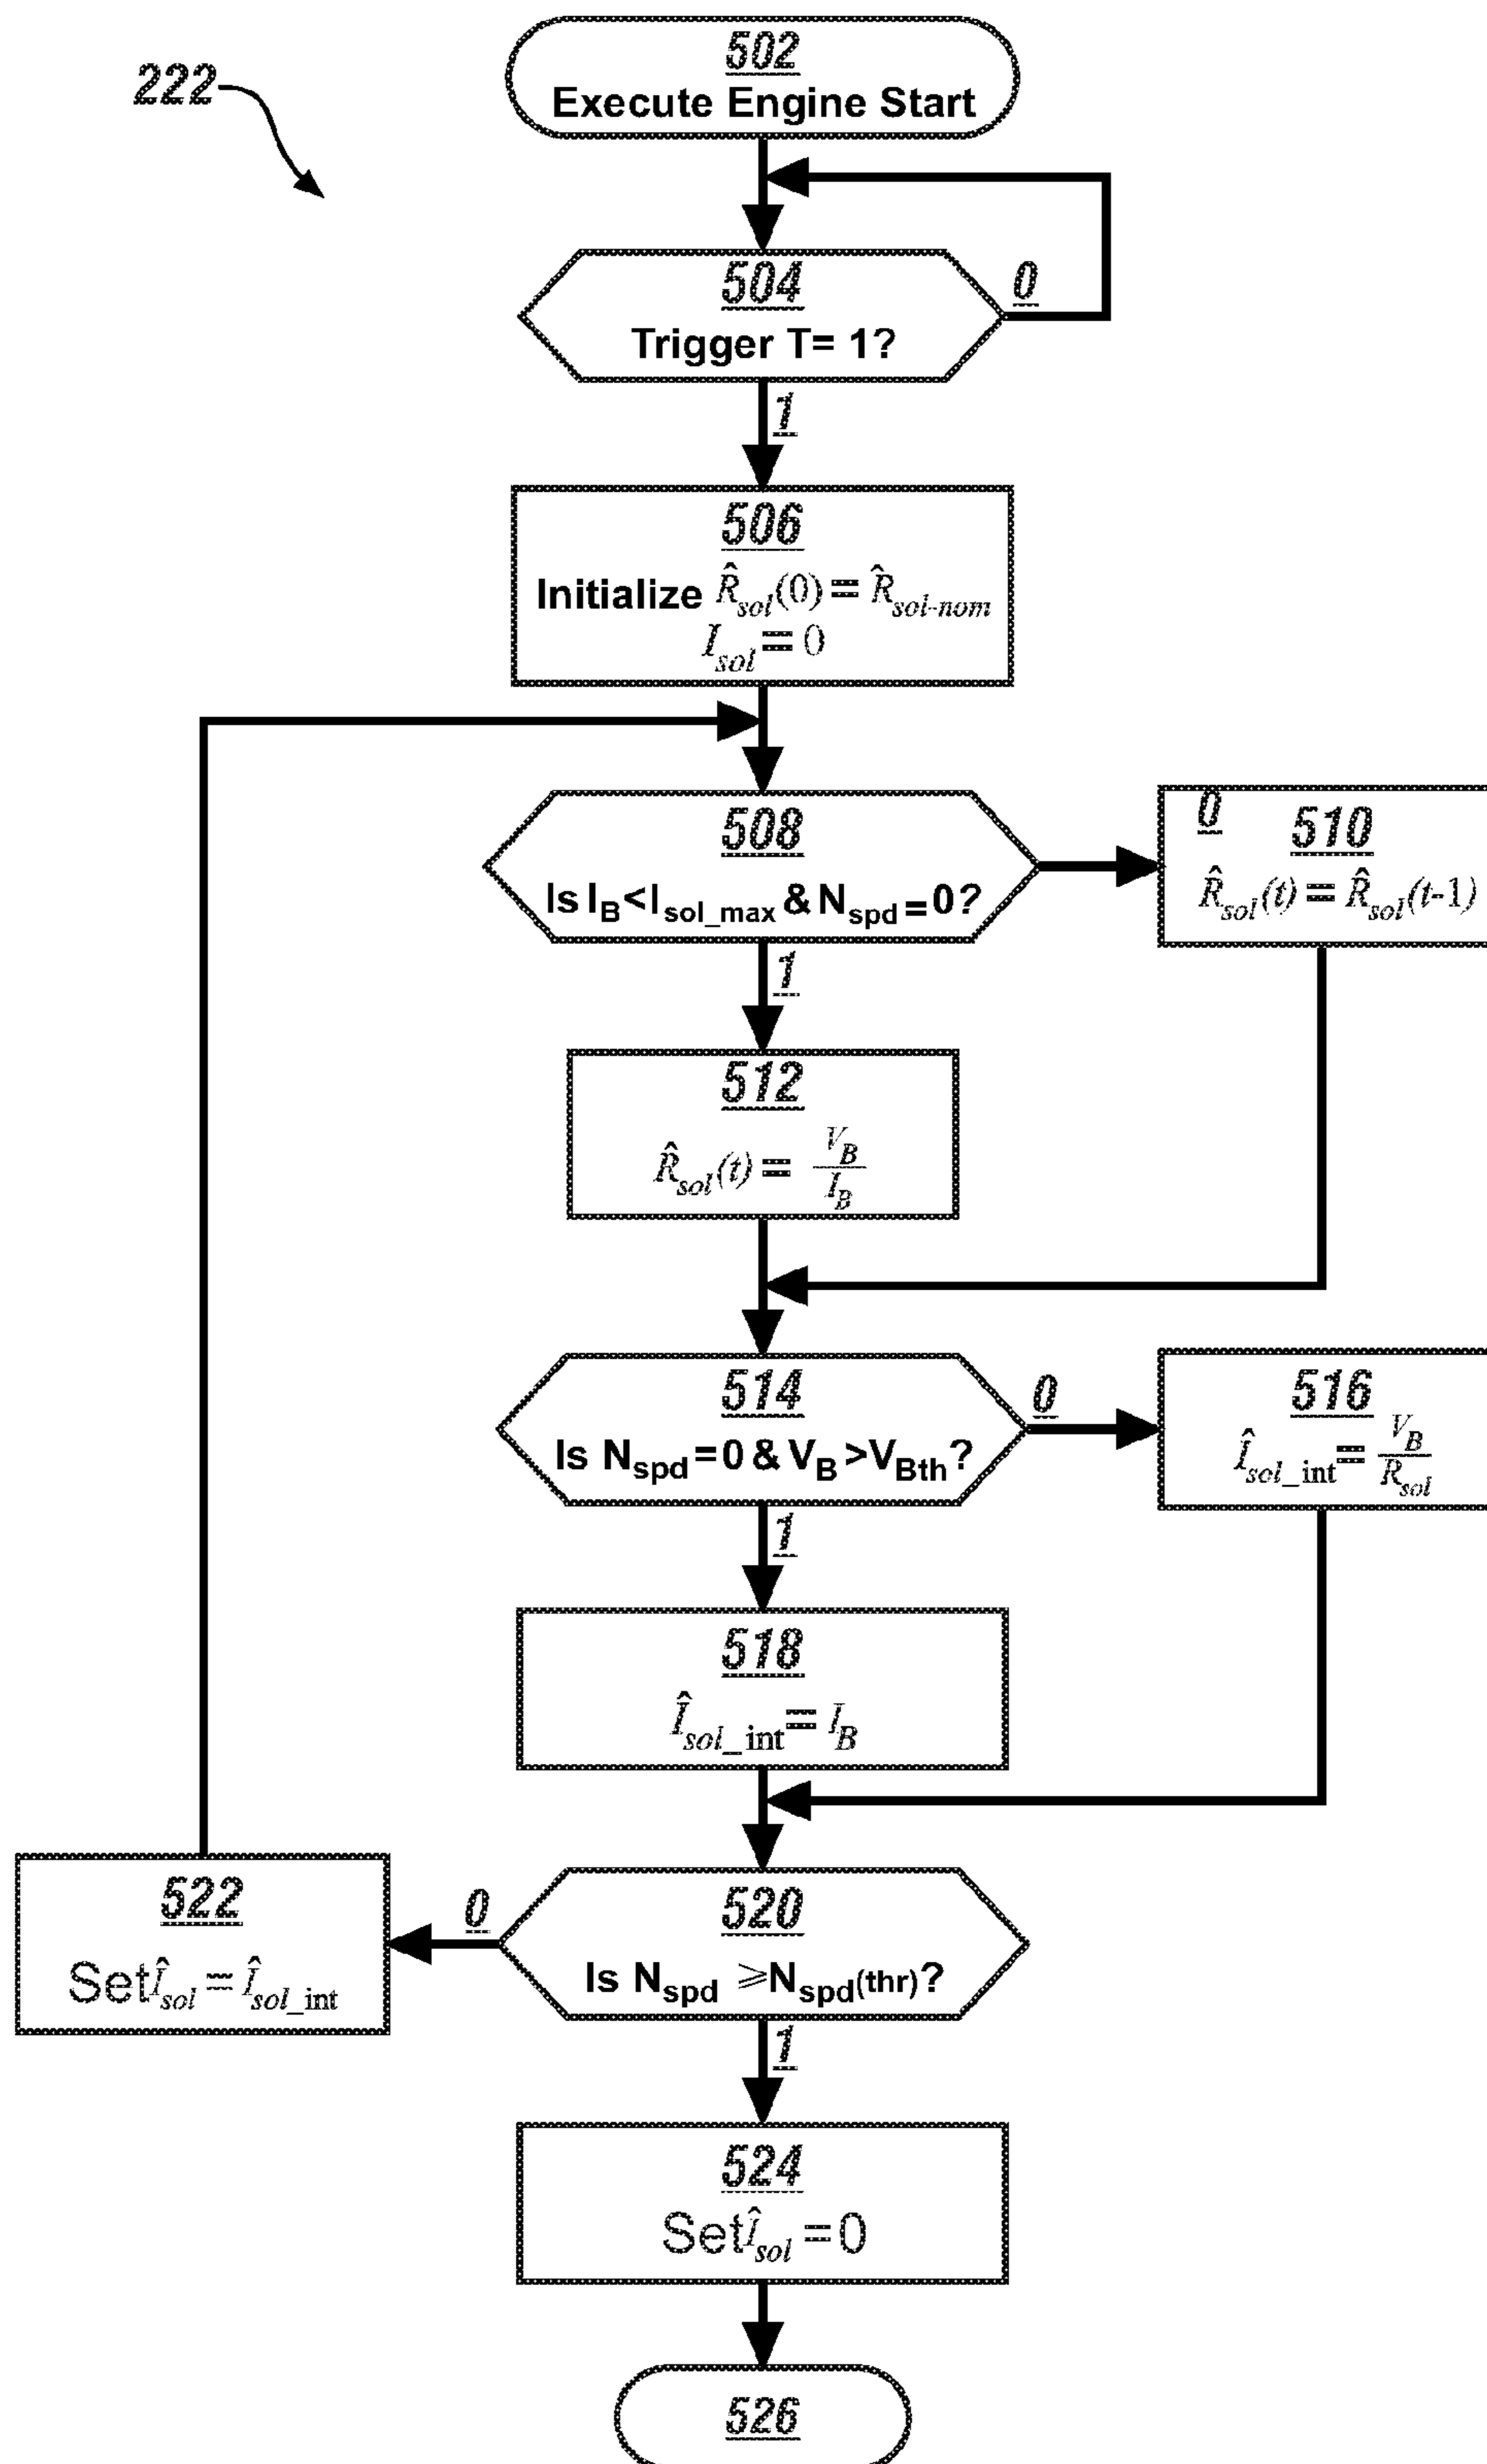 222
502
Execute Engine Start
504
Trigger T= 1?
0
1
506
Initialize R̂sol(0) = R̂sol-nom
Isol = 0
508
Is IB<Isol_max & Nspd=0?
0
510
R̂sol(t) = R̂sol(t-1)
1
512
R̂sol(t) = VB/IB
514
Is Nspd=0 & VB>VBth?
0
516
Îsol_int = VB/Rsol
1
518
Îsol_int = IB
520
Is Nspd ⩾Nspd(thr)?
0
522
Set Îsol = Îsol_int
1
524
Set Îsol = 0
526